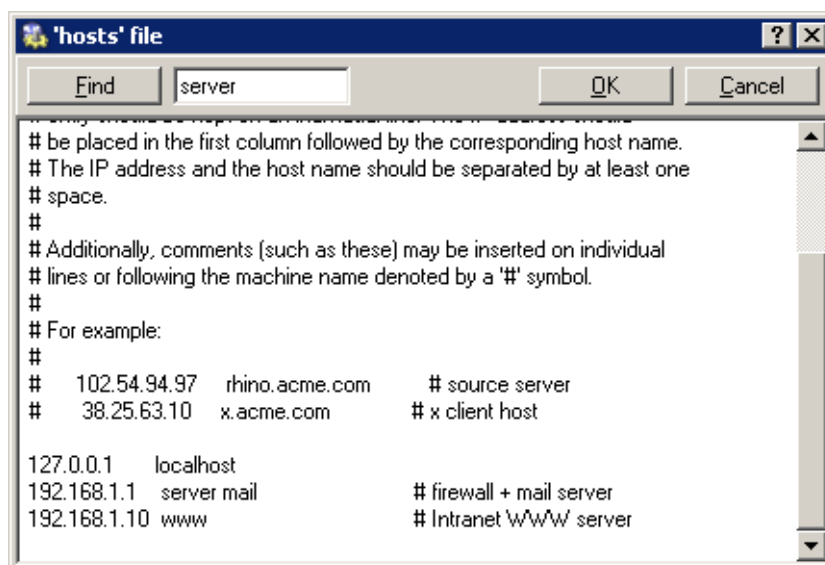 'hosts' file
Find server OK Cancel
# be placed in the first column followed by the corresponding host name.
# The IP address and the host name should be separated by at least one
# space.
#
# Additionally, comments (such as these) may be inserted on individual
# lines or following the machine name denoted by a '#' symbol.
#
# For example:
#
# 102.54.94.97 rhino.acme.com # source server
# 38.25.63.10 x.acme.com # x client host
127.0.0.1 localhost
192.168.1.1 server mail # firewall + mail server
192.168.1.10 www # Intranet WWW server